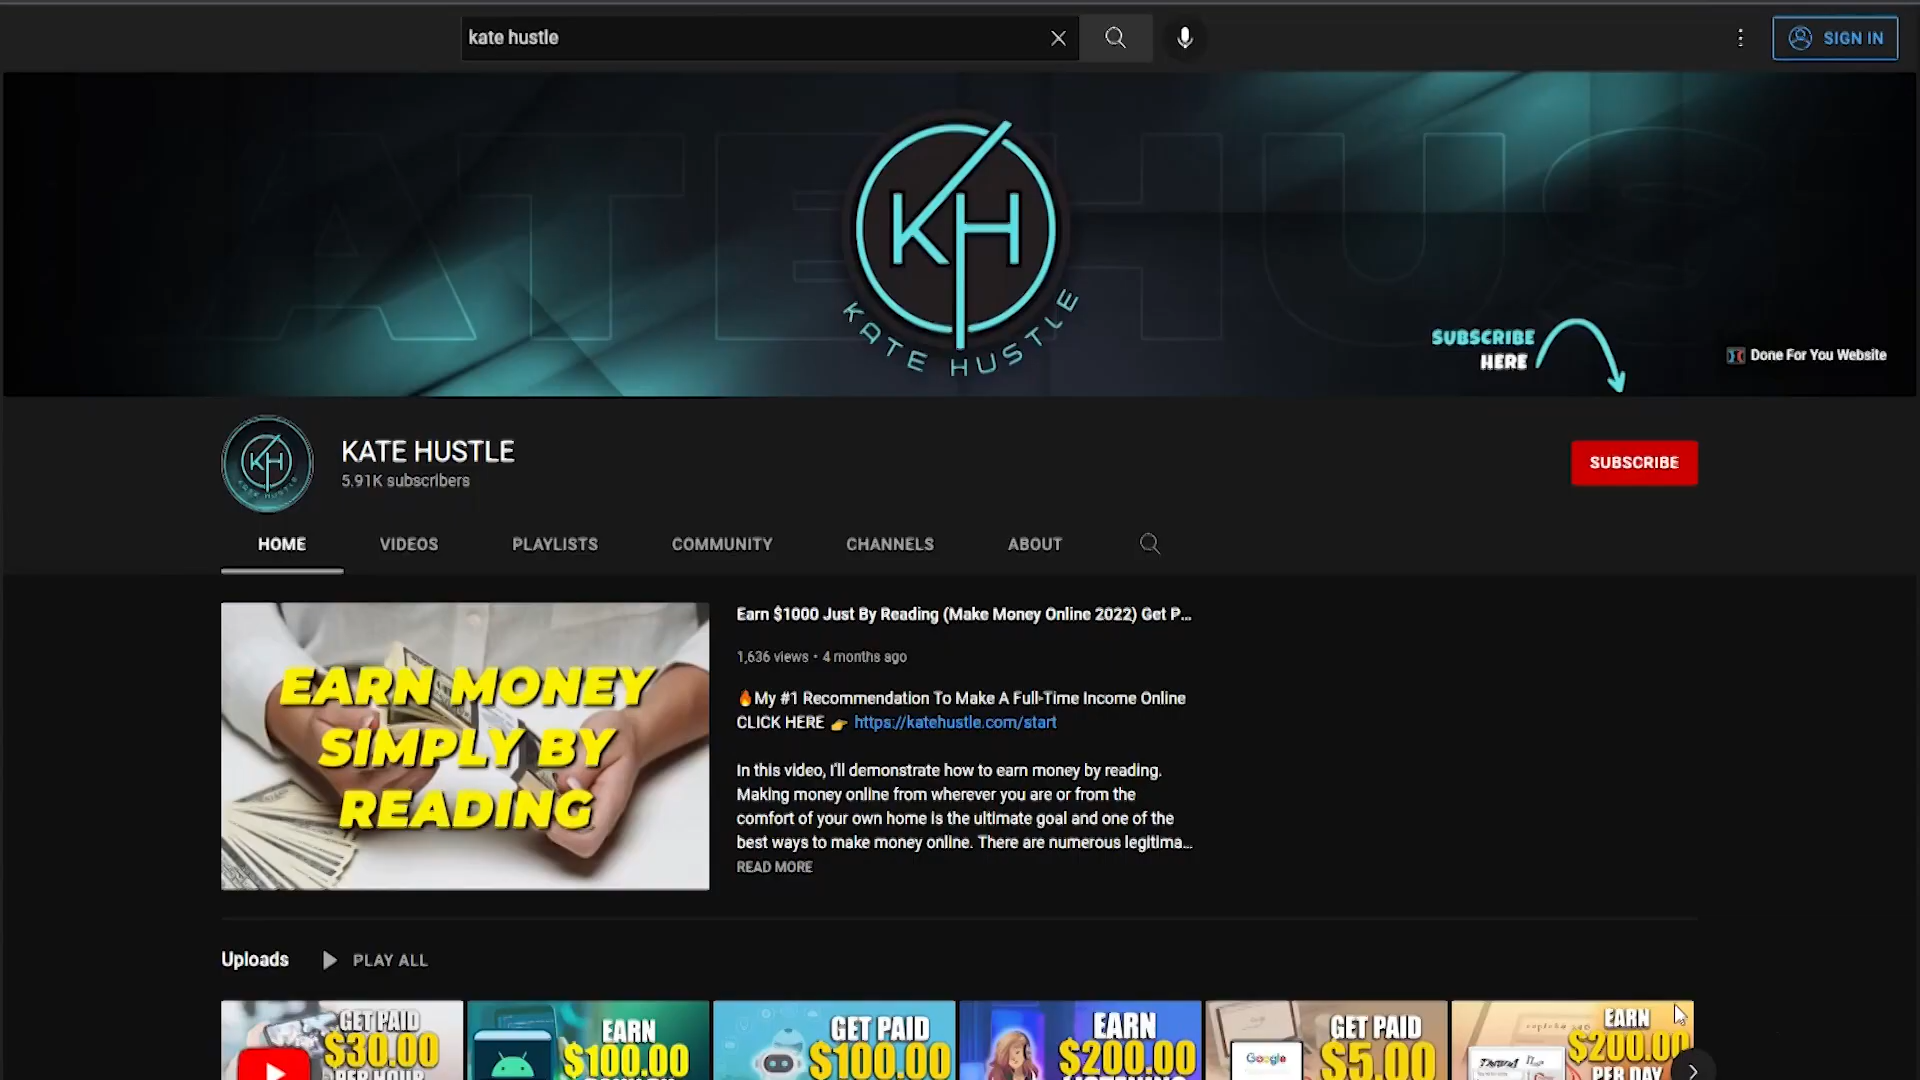 kate hustle
SIGN IN
KH
KATE HUSTLE
SUBSCRIBE
HERE
Done For You Website
KATE HUSTLE
5.91K subscribers
SUBSCRIBE
HOME
VIDEOS
PLAYLISTS
COMMUNITY
CHANNELS
ABOUT
EARN MONEY
SIMPLY BY
READING
Earn $1000 Just By Reading (Make Money Online 2022) Get P...
1,636 views • 4 months ago
🔥My #1 Recommendation To Make A Full-Time Income Online
CLICK HERE 👉 https://katehustle.com/start
In this video, I'll demonstrate how to earn money by reading.
Making money online from wherever you are or from the
comfort of your own home is the ultimate goal and one of the
best ways to make money online. There are numerous legitima...
READ MORE
Uploads
PLAY ALL
GET PAID
$30.00
PER HOUR
EARN
$100.00
GET PAID
$100.00
EARN
$200.00
Google
GET PAID
$5.00
EARN
$200.00
PER DAY